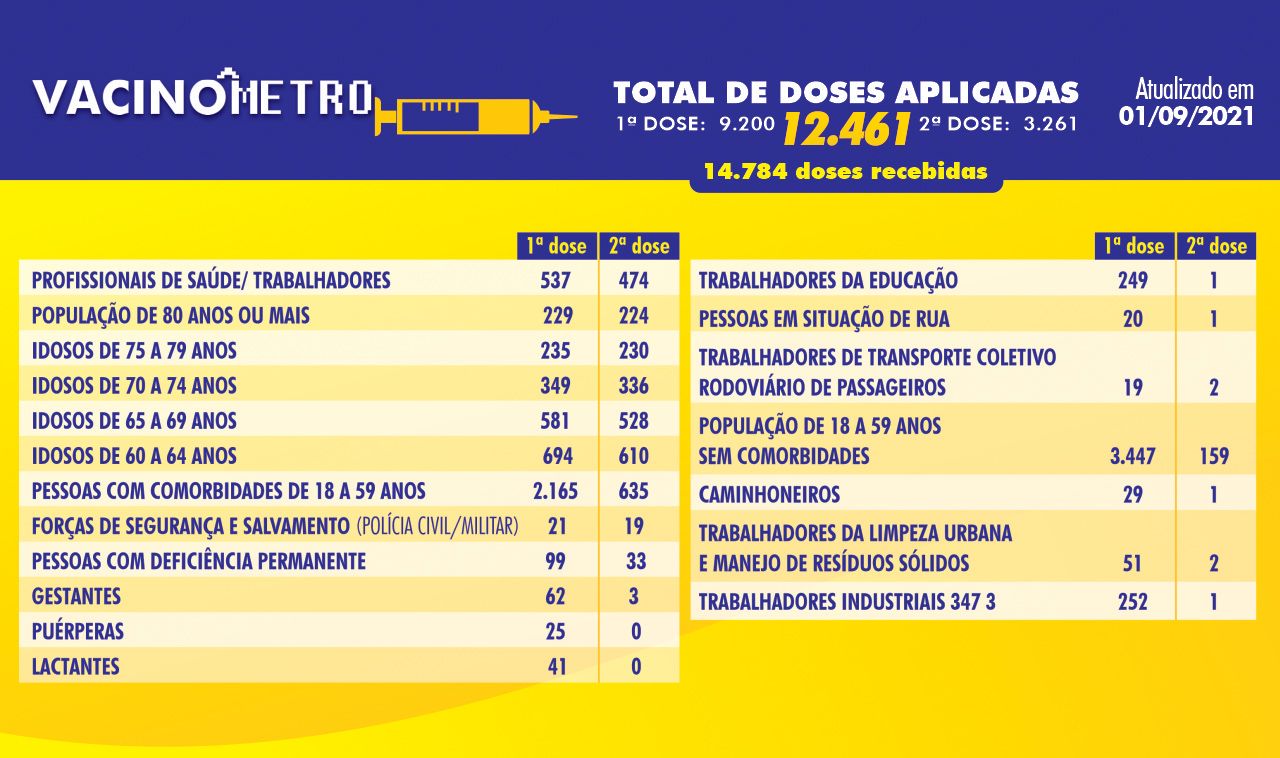 VACINÔMETRO
TOTAL DE DOSES APLICADAS
1ª DOSE: 9.200 12.461 2ª DOSE: 3.261
14.784 doses recebidas
Atualizado em
01/09/2021
1ª dose 2ª dose
PROFISSIONAIS DE SAÚDE/ TRABALHADORES 537 474
POPULAÇÃO DE 80 ANOS OU MAIS 229 224
IDOSOS DE 75 A 79 ANOS 235 230
IDOSOS DE 70 A 74 ANOS 349 336
IDOSOS DE 65 A 69 ANOS 581 528
IDOSOS DE 60 A 64 ANOS 694 610
PESSOAS COM COMORBIDADES DE 18 A 59 ANOS 2.165 635
FORÇAS DE SEGURANÇA E SALVAMENTO (POLÍCIA CIVIL/MILITAR) 21 19
PESSOAS COM DEFICIÊNCIA PERMANENTE 99 33
GESTANTES 62 3
PUÉRPERAS 25 0
LACTANTES 41 0
1ª dose 2ª dose
TRABALHADORES DA EDUCAÇÃO 249 1
PESSOAS EM SITUAÇÃO DE RUA 20 1
TRABALHADORES DE TRANSPORTE COLETIVO
RODOVIÁRIO DE PASSAGEIROS 19 2
POPULAÇÃO DE 18 A 59 ANOS
SEM COMORBIDADES 3.447 159
CAMINHONEIROS 29 1
TRABALHADORES DA LIMPEZA URBANA
E MANEJO DE RESÍDUOS SÓLIDOS 51 2
TRABALHADORES INDUSTRIAIS 347 3 252 1